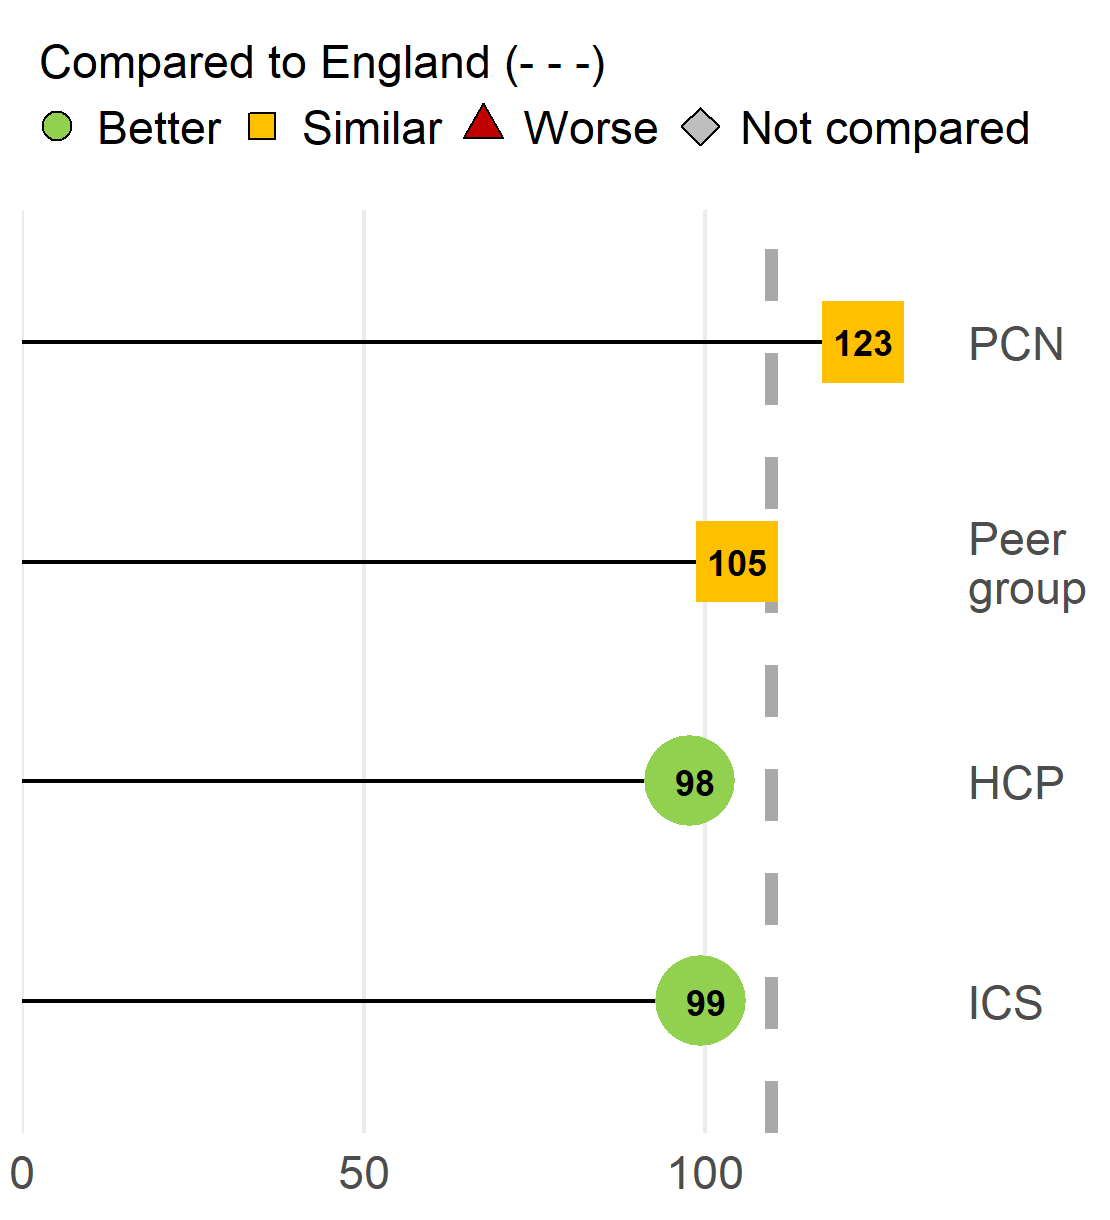 Compared to England (- - -)
Better Similar Worse Not compared
123 PCN
105 Peer
group
98 HCP
99 ICS
0 50 100